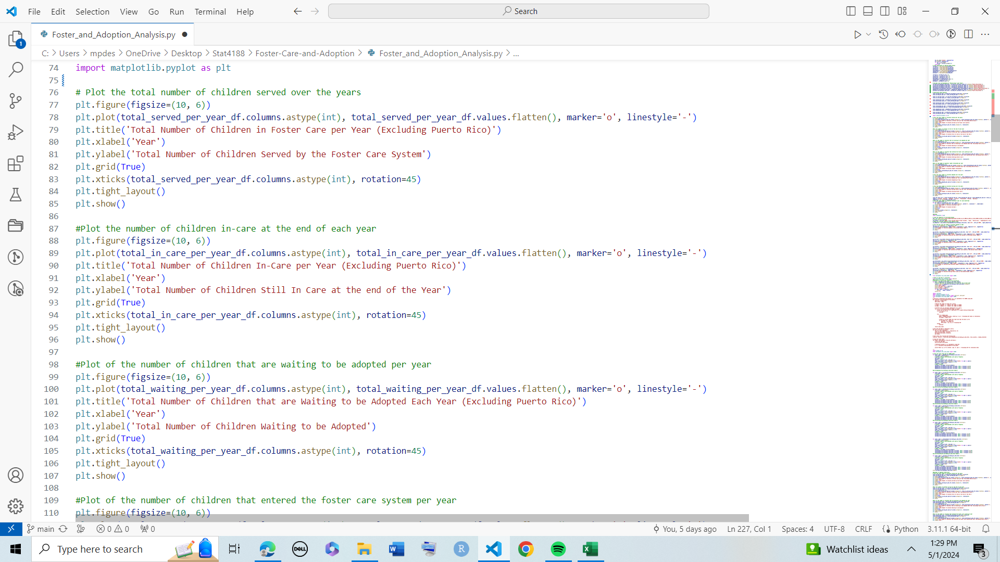 File Edit Selection View Go Run Terminal Help
Search
Foster_and_Adoption_Analysis.py
1
C: > Users > mpdes > OneDrive > Desktop > Stat4188 > Foster-Care-and-Adoption > Foster_and_Adoption_Analysis.py > ...
74 import matplotlib.pyplot as plt
75
76 # Plot the total number of children served over the years
77 plt.figure(figsize=(10, 6))
78 plt.plot(total_served_per_year_df.columns.astype(int), total_served_per_year_df.values.flatten(), marker='o', linestyle='-')
79 plt.title('Total Number of Children in Foster Care per Year (Excluding Puerto Rico)')
80 plt.xlabel('Year')
81 plt.ylabel('Total Number of Children Served by the Foster Care System')
82 plt.grid(True)
83 plt.xticks(total_served_per_year_df.columns.astype(int), rotation=45)
84 plt.tight_layout()
85 plt.show()
86
87 #Plot the number of children in-care at the end of each year
88 plt.figure(figsize=(10, 6))
89 plt.plot(total_in_care_per_year_df.columns.astype(int), total_in_care_per_year_df.values.flatten(), marker='o', linestyle='-')
90 plt.title('Total Number of Children In-Care per Year (Excluding Puerto Rico)')
91 plt.xlabel('Year')
92 plt.ylabel('Total Number of Children Still In Care at the end of the Year')
93 plt.grid(True)
94 plt.xticks(total_in_care_per_year_df.columns.astype(int), rotation=45)
95 plt.tight_layout()
96 plt.show()
97
98 #Plot of the number of children that are waiting to be adopted per year
99 plt.figure(figsize=(10, 6))
100 plt.plot(total_waiting_per_year_df.columns.astype(int), total_waiting_per_year_df.values.flatten(), marker='o', linestyle='-')
101 plt.title('Total Number of Children that are Waiting to be Adopted Each Year (Excluding Puerto Rico)')
102 plt.xlabel('Year')
103 plt.ylabel('Total Number of Children Waiting to be Adopted')
104 plt.grid(True)
105 plt.xticks(total_waiting_per_year_df.columns.astype(int), rotation=45)
106 plt.tight_layout()
107 plt.show()
108
109 #Plot of the number of children that entered the foster care system per year
110 plt.figure(figsize=(10, 6))
main 0 0 0 You, 5 days ago Ln 227, Col 1 Spaces: 4 UTF-8 CRLF Python 3.11.1 64-bit
Type here to search
DELL
W
R
X
Watchlist ideas
1:29 PM
5/1/2024
3